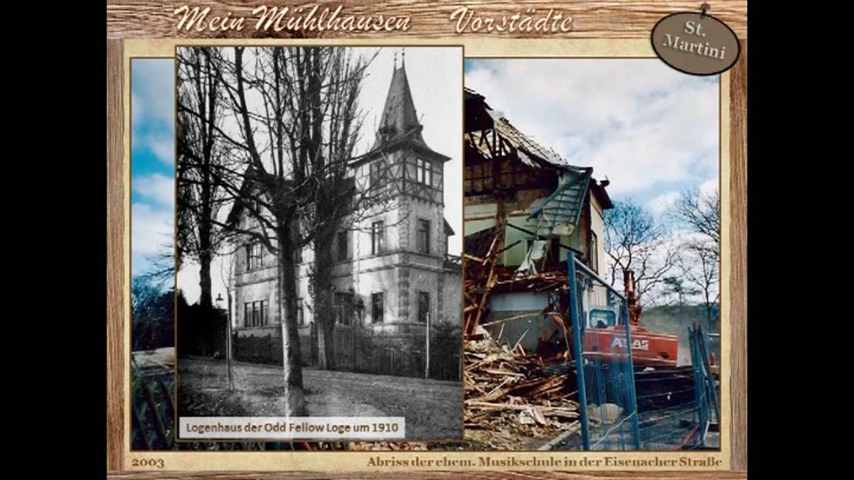 Mein Mühlhausen Vorstädte
St.
Martini
ATLAS
Logenhaus der Odd Fellow Loge um 1910
2003 Abriss der ehem. Musikschule in der Eisenacher Straße